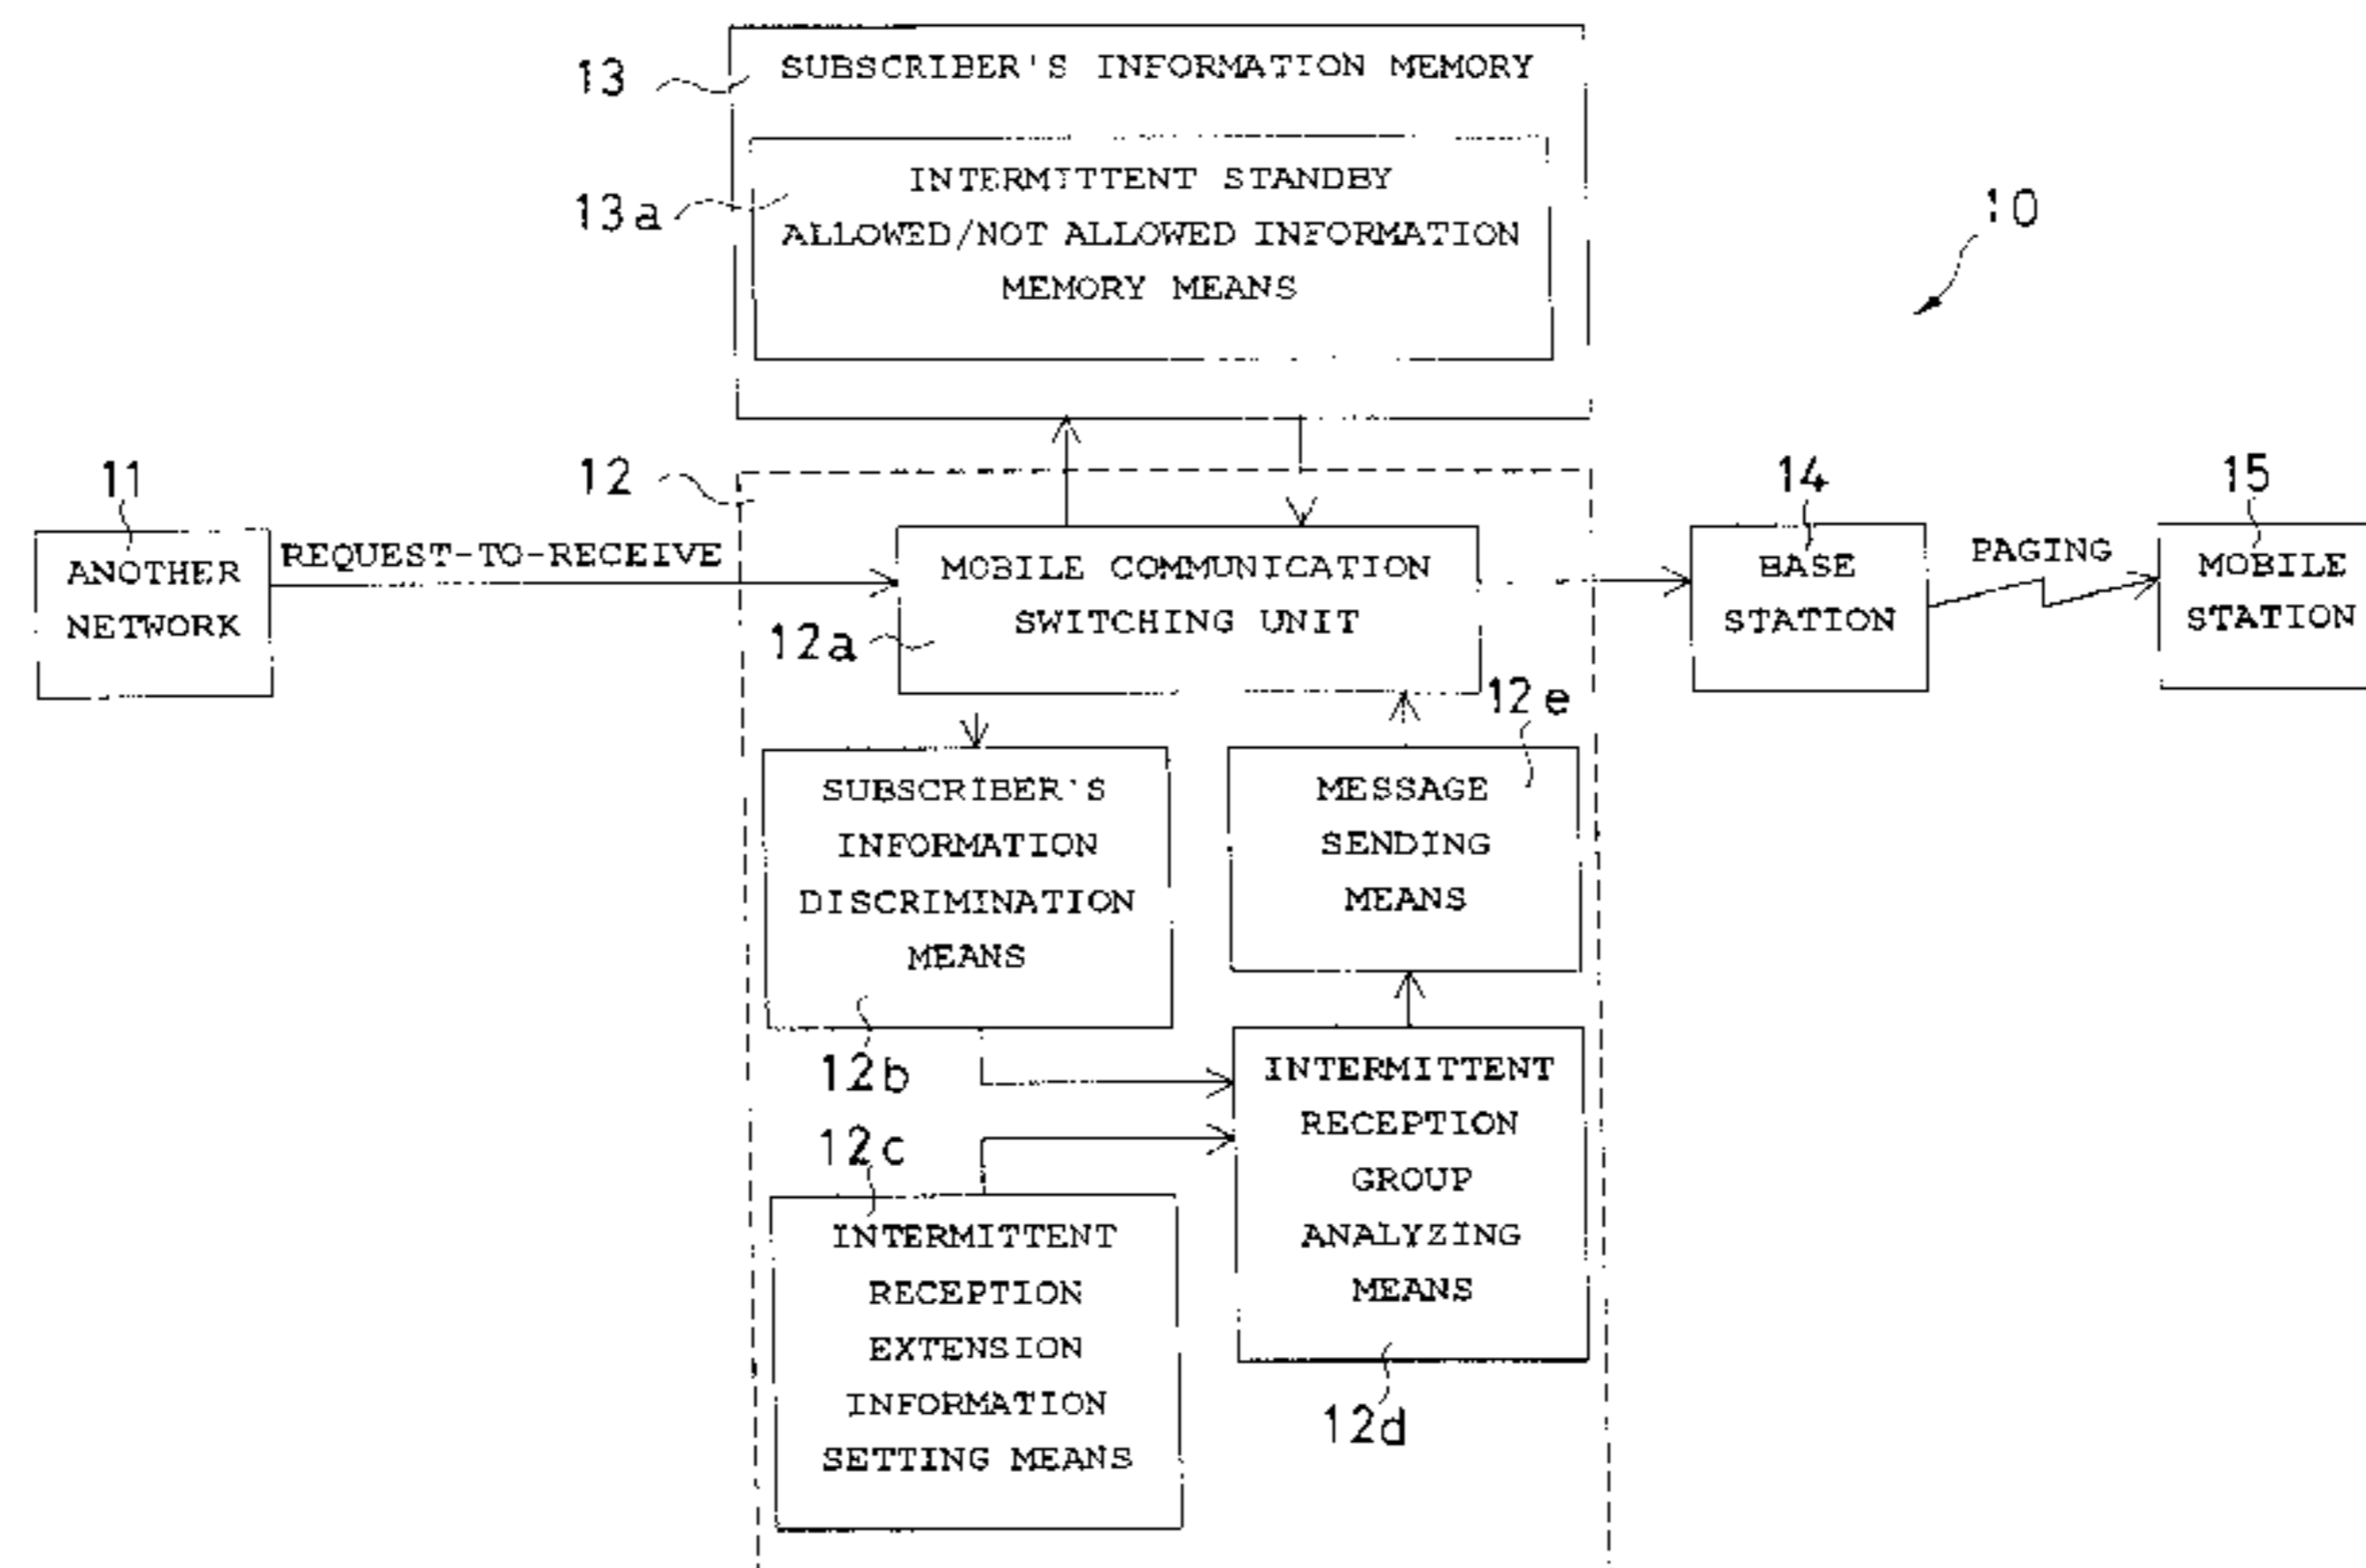 13
SUBSCRIBER'S INFORMATION MEMORY
13a
INTERMITTENT STANDBY
ALLOWED/NOT ALLOWED INFORMATION
MEMORY MEANS
10
11
ANOTHER
NETWORK
REQUEST-TO-RECEIVE
12
MOBILE COMMUNICATION
SWITCHING UNIT
12a
14
BASE
STATION
PAGING
15
MOBILE
STATION
SUBSCRIBER'S
INFORMATION
DISCRIMINATION
MEANS
12b
12e
MESSAGE
SENDING
MEANS
12c
INTERMITTENT
RECEPTION
EXTENSION
INFORMATION
SETTING MEANS
INTERMITTENT
RECEPTION
GROUP
ANALYZING
MEANS
12d